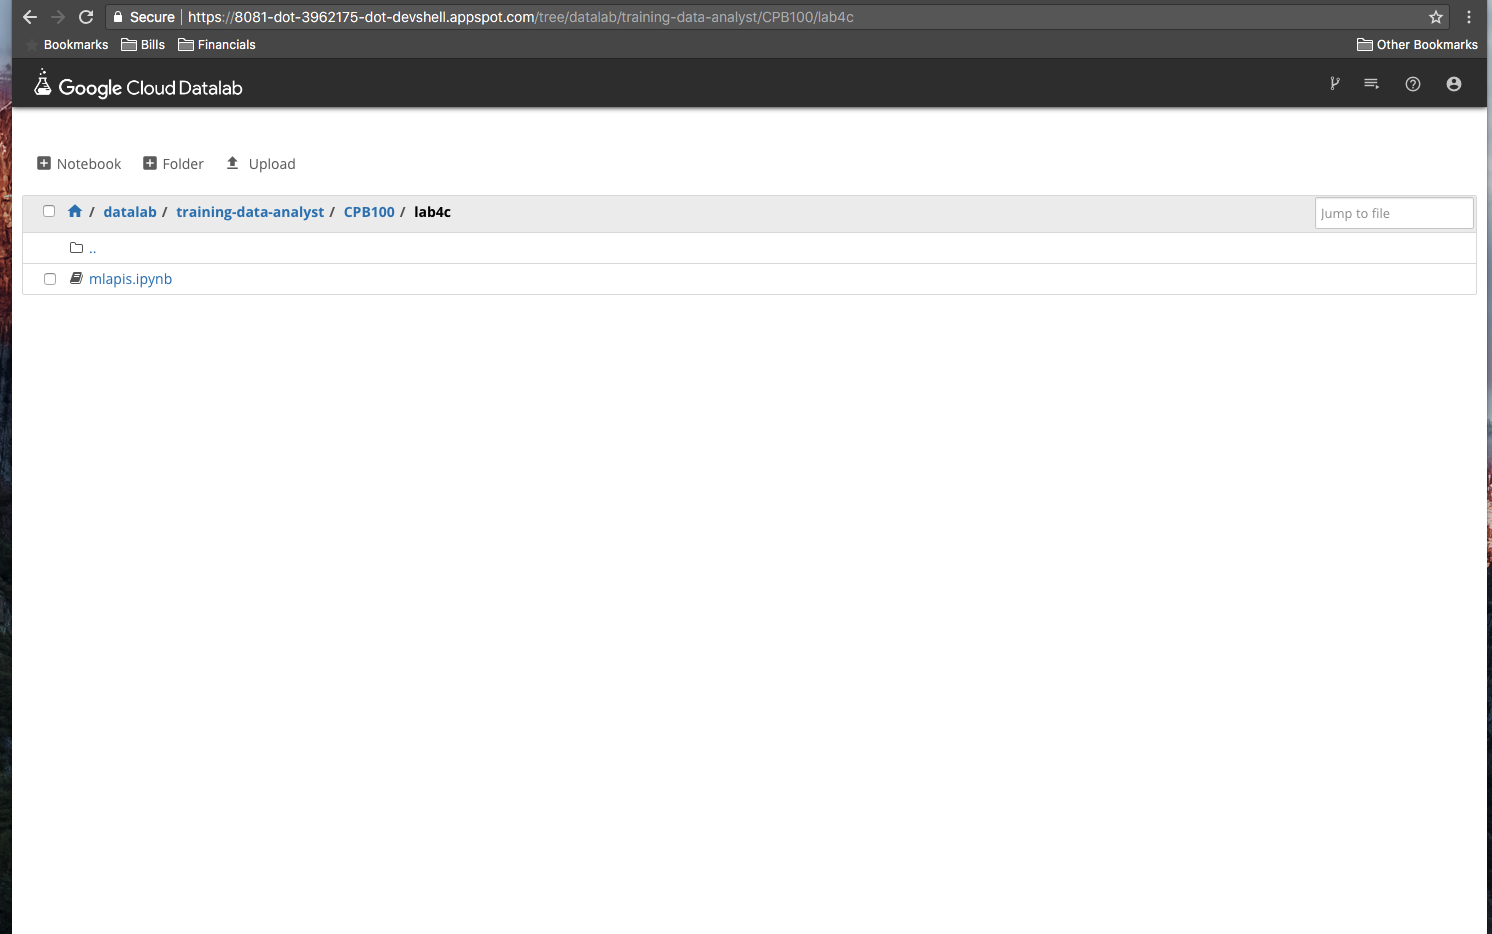 Secure | https://8081-dot-3962175-dot-devshell.appspot.com/tree/datalab/training-data-analyst/CPB100/lab4c
Bookmarks Bills Financials Other Bookmarks
Google Cloud Datalab
Notebook Folder Upload
/ datalab / training-data-analyst / CPB100 / lab4c Jump to file
..
mlapis.ipynb